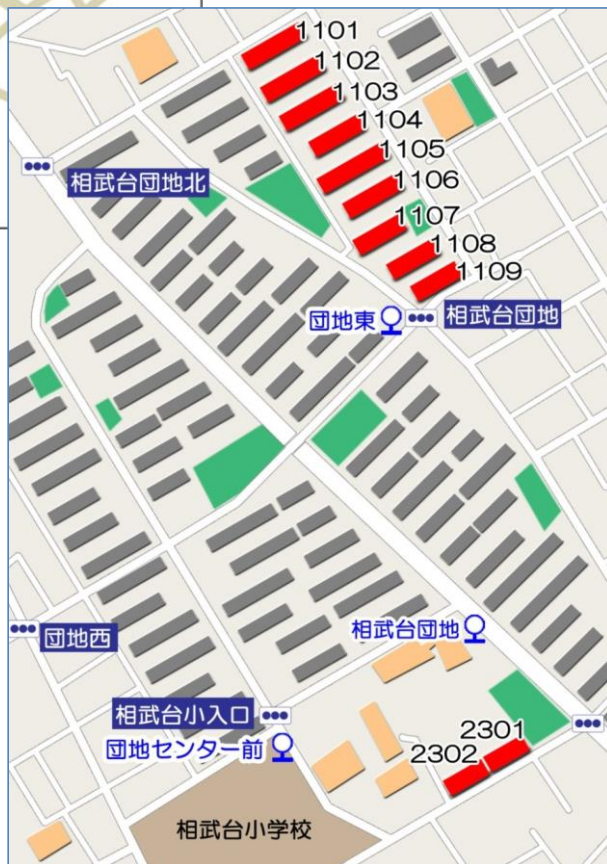 1101
1102
1103
1104
1105
1106
1107
1108
1109
相武台団地北
団地東
相武台団地
相武台団地
団地西
相武台小入口
団地センター前
2301
2302
相武台小学校